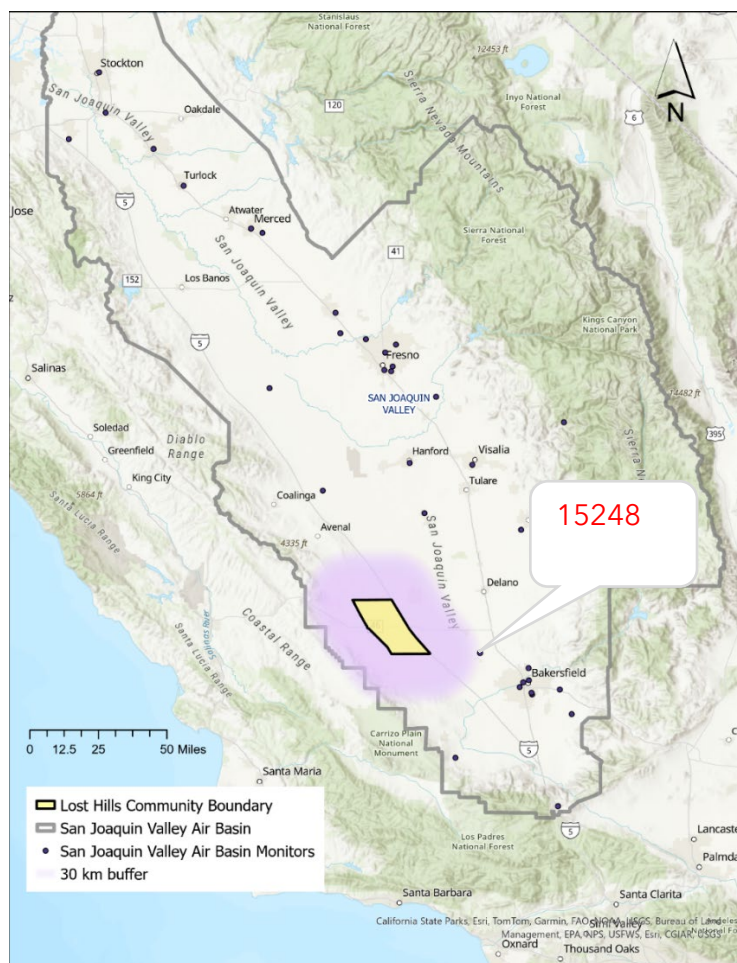 Stanislaus
National Forest
12453 ft
Stockton
Inyo National
Forest
N
San Joaquin
Valley
Oakdale
120
6
Sierra Nevada Mountains
Turlock
5
Jose
Atwater
Merced
Sierra National
Forest
41
San Joaquin Valley
152
Los Banos
Kings Canyon
National Park
5
Salinas
Fresno
14482 ft
SAN JOAQUIN
VALLEY
395
Soledad
Diablo
Range
Greenfield
Hanford
Visalia
King City
Tulare
5864 ft
Santa Lucia Range
Coalinga
15248
Avenal
4335 ft
San Joaquin Valley
Delano
Coastal Range
Santa Lucia Range
Bakersfield
0 12.5 25 50 Miles
Carrizo Plain
National
Monument
5
Santa Maria
Lost Hills Community Boundary
San Joaquin Valley Air Basin
San Joaquin Valley Air Basin Monitors
30 km buffer
5
Los Padres
National Forest
Lancaste
Palmda
Santa Barbara
Santa Clarita
California State Parks, Esri, TomTom, Garmin, FAO, NOAA, USGS, Bureau of Land
Management, EPA, NPS, USFWS, Esri, CGIAR, USGS
Simi Valley
Oxnard
Thousand Oaks